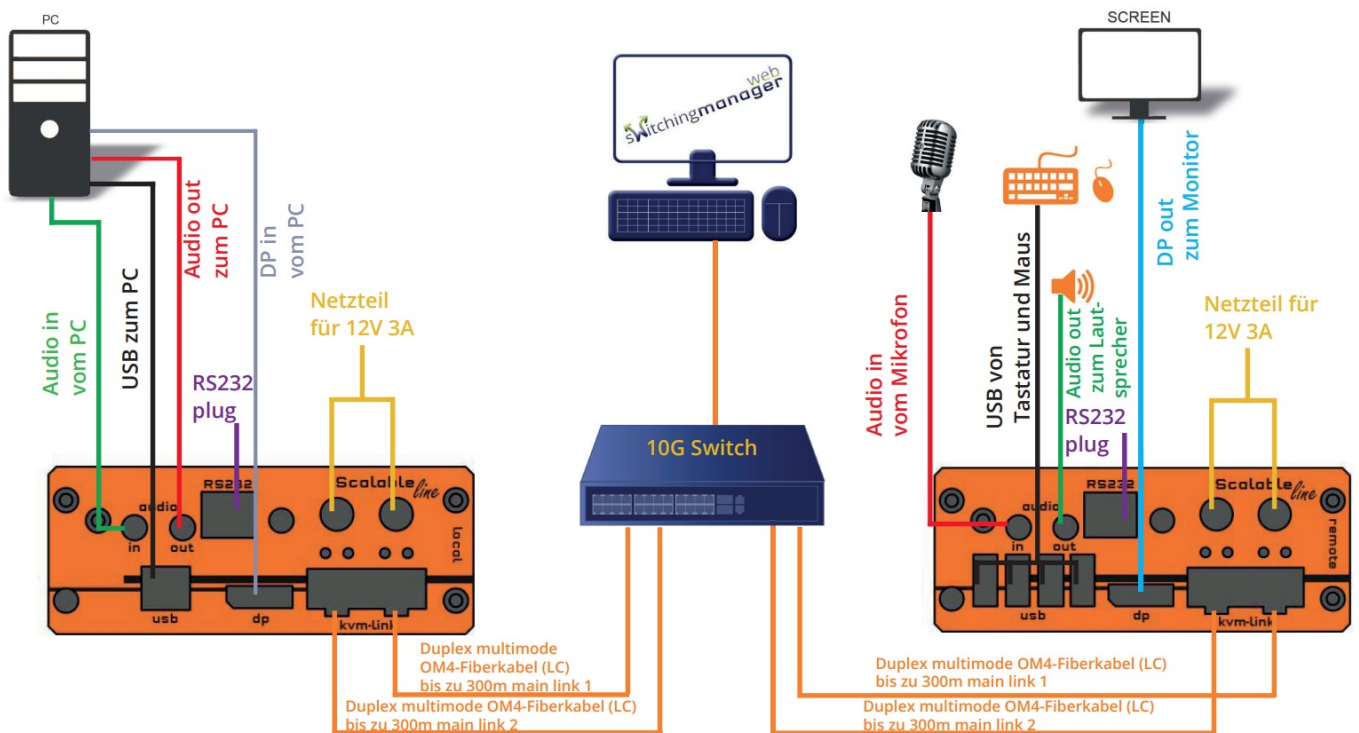 PC
SCREEN
switchingmanager
web
Audio in
vom PC
USB zum PC
Audio out
zum PC
DP in
vom PC
RS232
plug
Netzteil
für 12V 3A
10G Switch
Audio in
vom Mikrofon
USB von
Tastatur und Maus
Audio out
zum Laut-
sprecher
DP out
zum Monitor
RS232
plug
Netzteil für
12V 3A
RS232
Scalable
line
audio
in
out
local
usb
dp
kvm-link
RS232
Scalable
line
audio
in
out
remote
usb
dp
kvm-link
Duplex multimode
OM4-Fiberkabel (LC)
bis zu 300m main link 1
Duplex multimode OM4-Fiberkabel (LC)
bis zu 300m main link 2
Duplex multimode OM4-Fiberkabel (LC)
bis zu 300m main link 1
Duplex multimode OM4-Fiberkabel (LC)
bis zu 300m main link 2